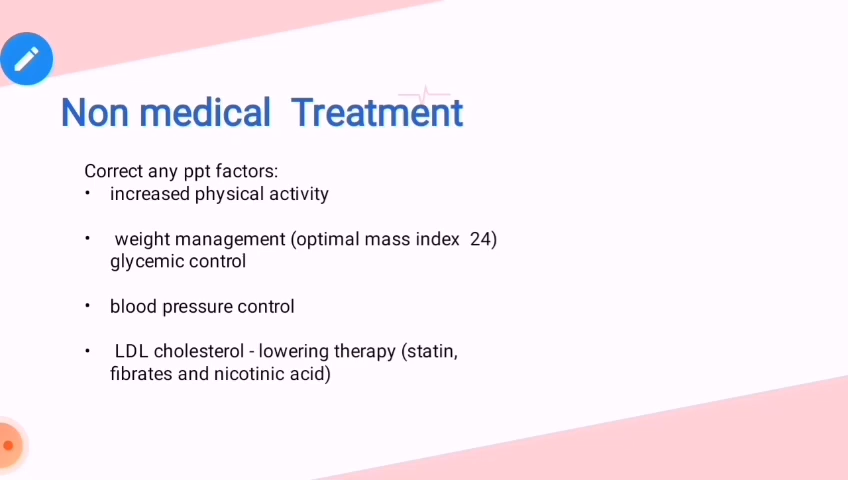 Non medical  Treatment
Correct any ppt factors:
• increased physical activity
• weight management (optimal mass index  24)
glycemic control
• blood pressure control
• LDL cholesterol - lowering therapy (statin,
fibrates and nicotinic acid)